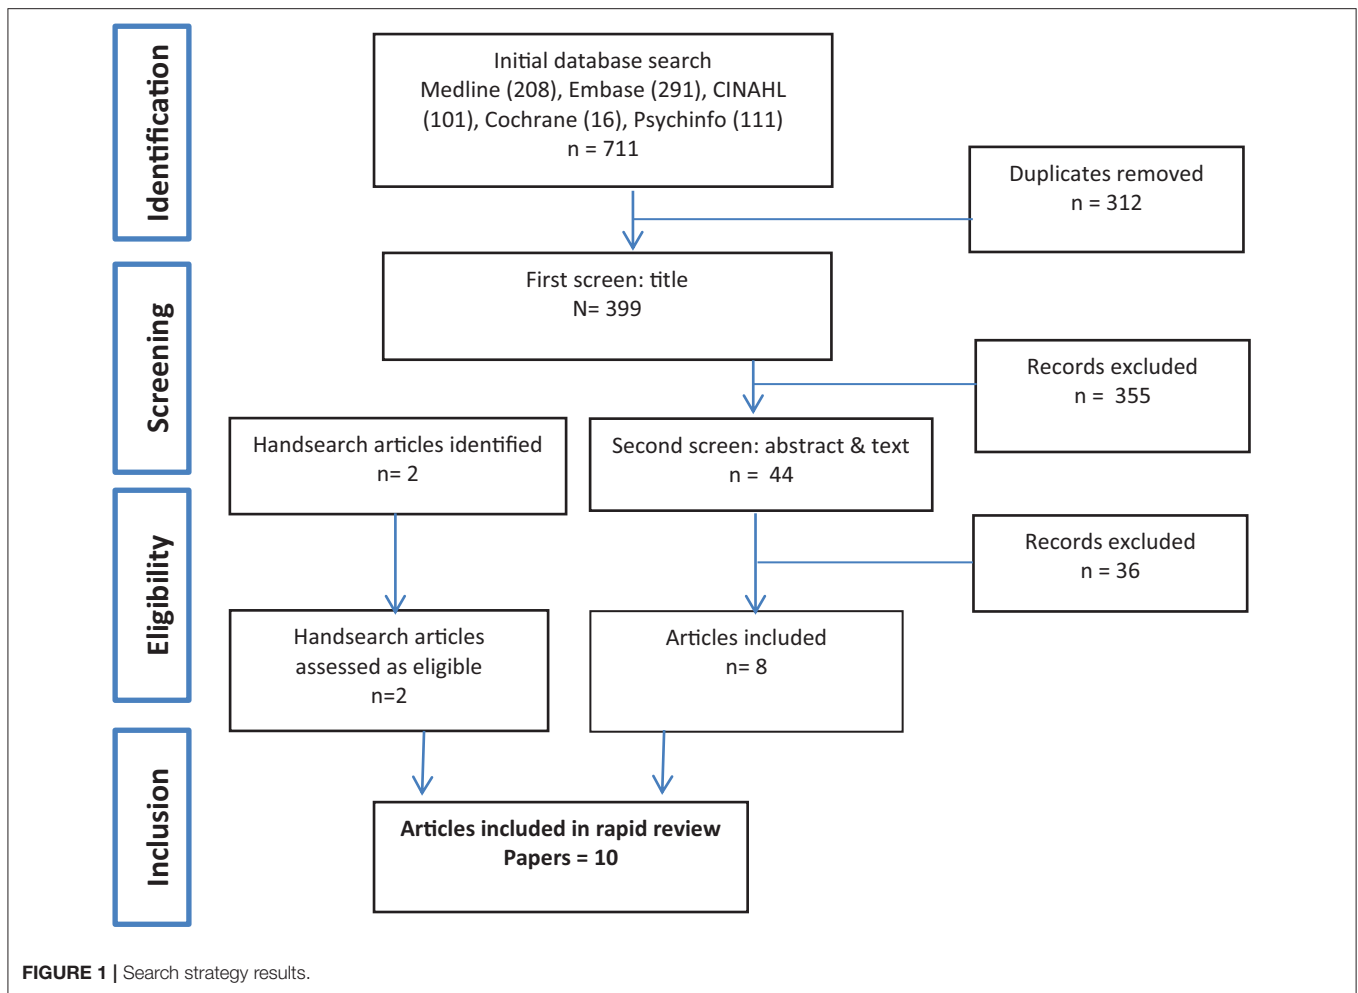 Identification
Initial database search
Medline (208), Embase (291), CINAHL
(101), Cochrane (16), Psychinfo (111)
n = 711
Duplicates removed
n = 312
Screening
First screen: title
N= 399
Records excluded
n =  355
Handsearch articles identified
n= 2
Second screen: abstract & text
n =  44
Eligibility
Records excluded
n = 36
Handsearch articles
assessed as eligible
n=2
Articles included
n= 8
Inclusion
Articles included in rapid review
Papers = 10
FIGURE 1 | Search strategy results.